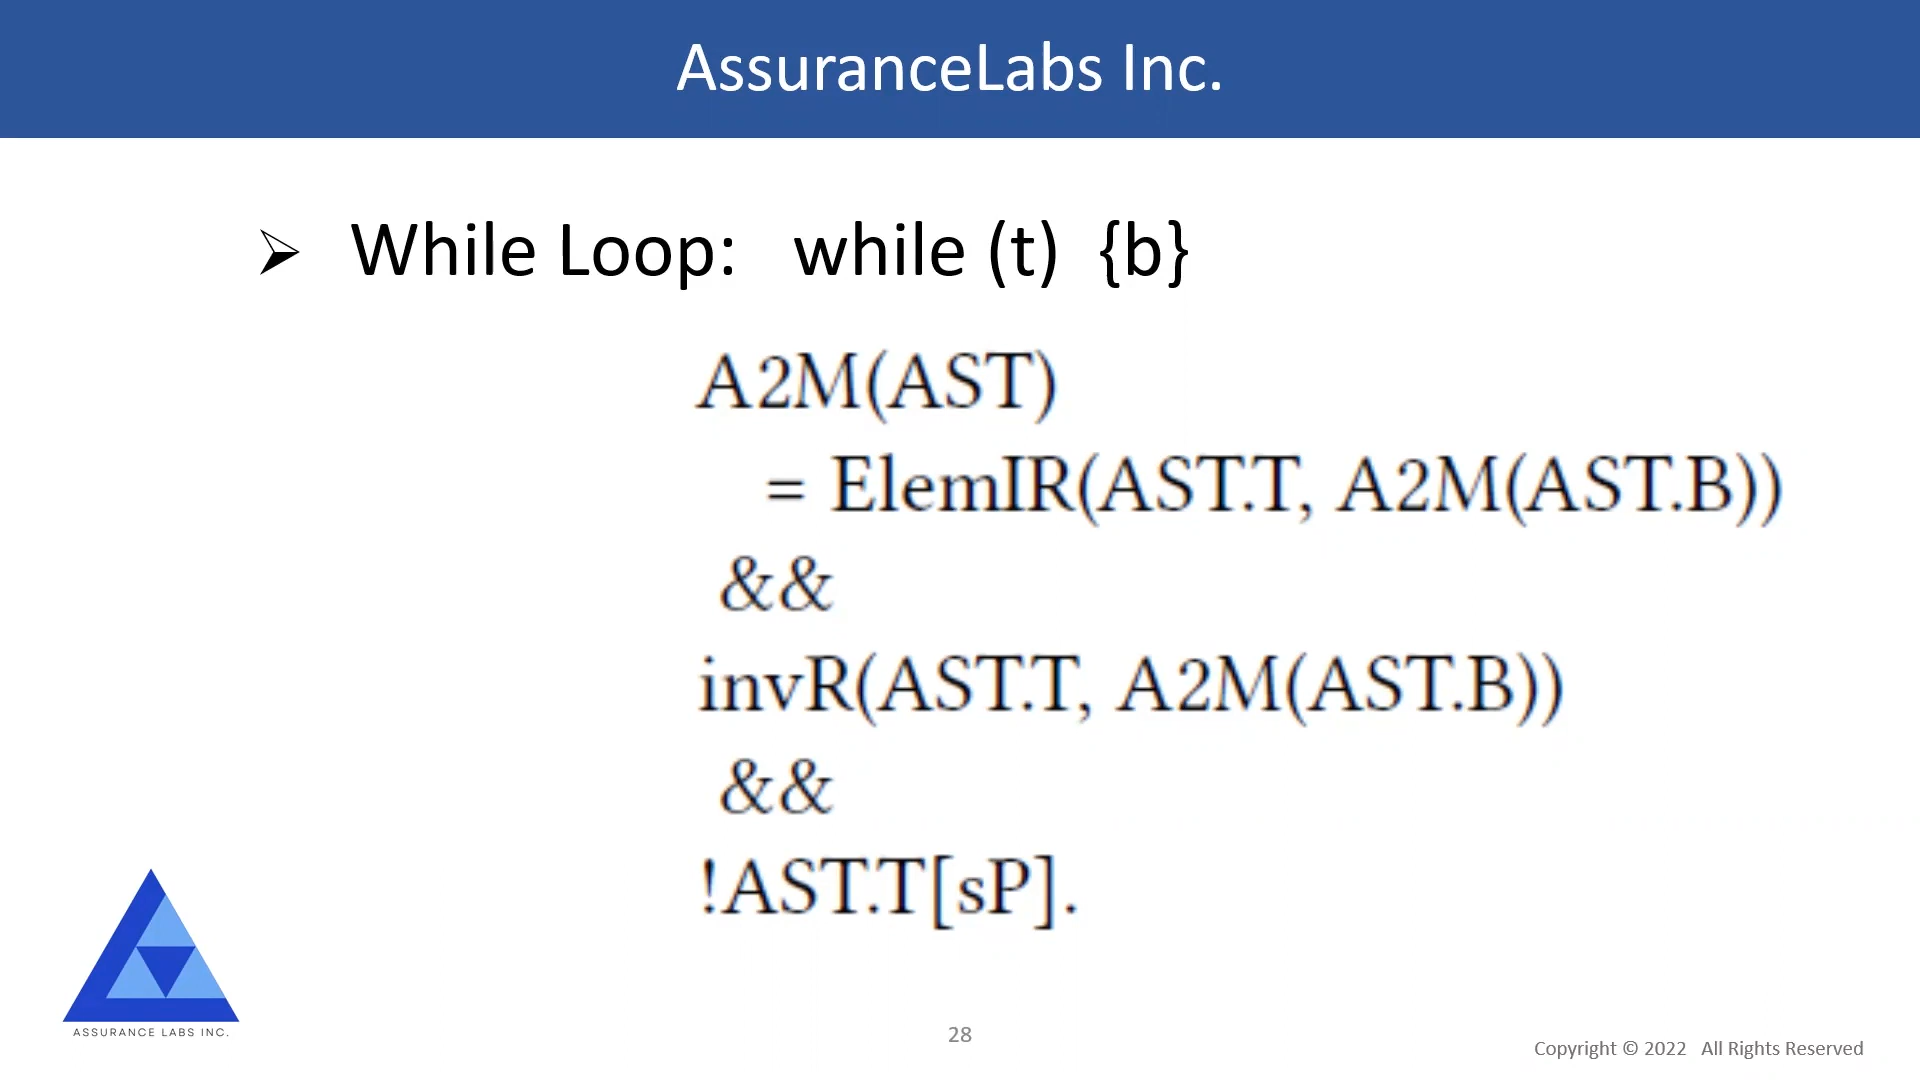 AssuranceLabs Inc.
➢ While Loop: while (t) {b}
A2M(AST)
= ElemIR(AST.T, A2M(AST.B))
&&
invR(AST.T, A2M(AST.B))
&&
!AST.T[sP].
ASSURANCE LABS INC.
28
Copyright © 2022 All Rights Reserved